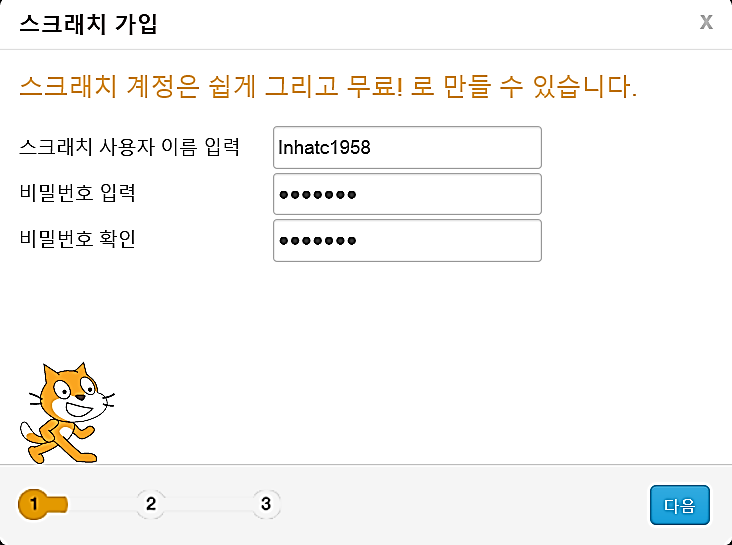 스크래치 가입
X
스크래치 계정은 쉽게 그리고 무료! 로 만들 수 있습니다.
스크래치 사용자 이름 입력 Inhatc1958
비밀번호 입력 ●●●●●●●
비밀번호 확인 ●●●●●●●
1 2 3
다음